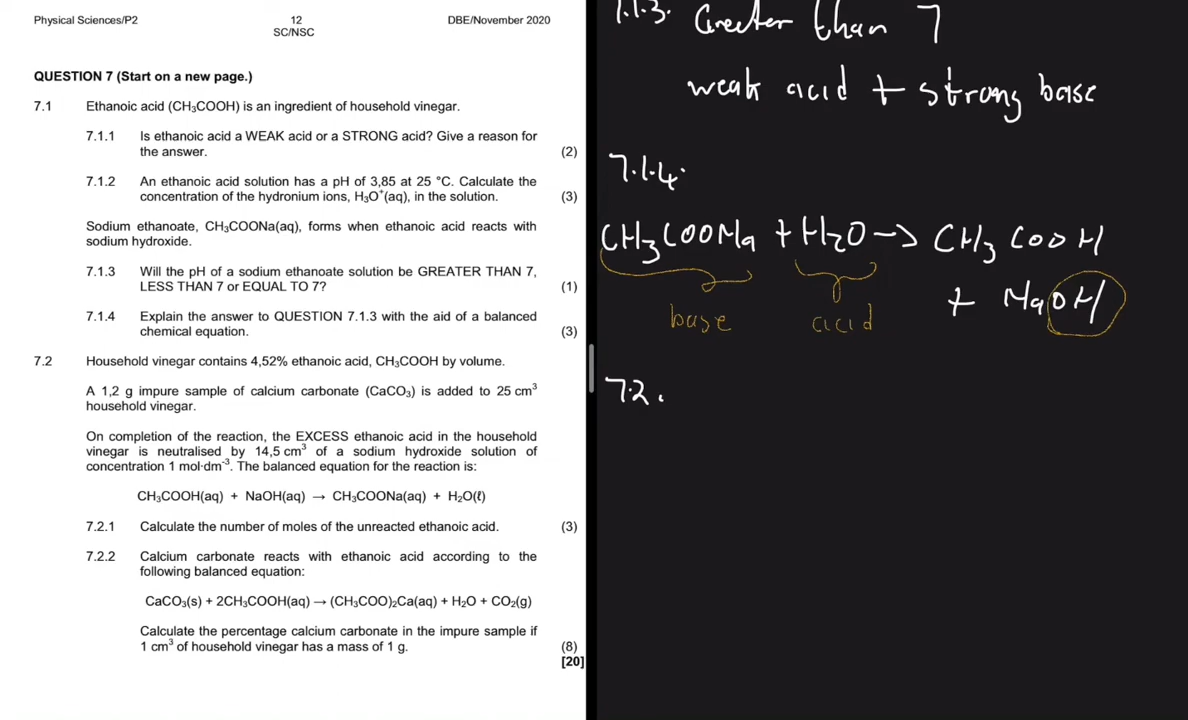 Physical Sciences/P2 12 DBE/November 2020
SC/NSC
QUESTION 7 (Start on a new page.)
7.1 Ethanoic acid (CH₃COOH) is an ingredient of household vinegar.
7.1.1 Is ethanoic acid a WEAK acid or a STRONG acid? Give a reason for
the answer. (2)
7.1.2 An ethanoic acid solution has a pH of 3,85 at 25 °C. Calculate the
concentration of the hydronium ions, H₃O⁺(aq), in the solution. (3)
Sodium ethanoate, CH₃COONa(aq), forms when ethanoic acid reacts with
sodium hydroxide.
7.1.3 Will the pH of a sodium ethanoate solution be GREATER THAN 7,
LESS THAN 7 or EQUAL TO 7? (1)
7.1.4 Explain the answer to QUESTION 7.1.3 with the aid of a balanced
chemical equation. (3)
7.2 Household vinegar contains 4,52% ethanoic acid, CH₃COOH by volume.
A 1,2 g impure sample of calcium carbonate (CaCO₃) is added to 25 cm³
household vinegar.
On completion of the reaction, the EXCESS ethanoic acid in the household
vinegar is neutralised by 14,5 cm³ of a sodium hydroxide solution of
concentration 1 mol·dm⁻³. The balanced equation for the reaction is:
CH₃COOH(aq) + NaOH(aq) → CH₃COONa(aq) + H₂O(ℓ)
7.2.1 Calculate the number of moles of the unreacted ethanoic acid. (3)
7.2.2 Calcium carbonate reacts with ethanoic acid according to the
following balanced equation:
CaCO₃(s) + 2CH₃COOH(aq) → (CH₃COO)₂Ca(aq) + H₂O + CO₂(g)
Calculate the percentage calcium carbonate in the impure sample if
1 cm³ of household vinegar has a mass of 1 g. (8)
[20]
7.1.3. Greater than 7
weak acid + strong base
7.1.4.
CH₃COONa + H₂O → CH₃COOH
+ NaOH
base acid
7.2.